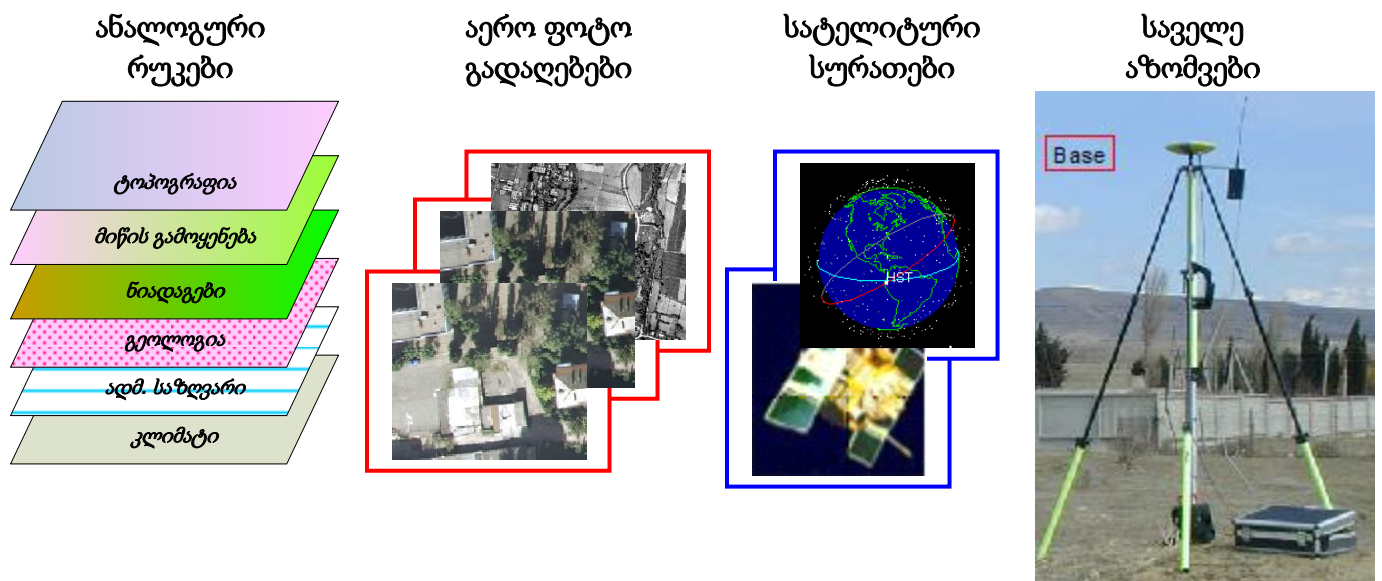 ანალოგური
რუკები
აერო ფოტო
გადაღებები
სატელიტური
სურათები
საველე
აზომვები
ტოპოგრაფია
მიწის გამოყენება
ნიადაგები
გეოლოგია
ადმ. საზღვარი
კლიმატი
HST
Base